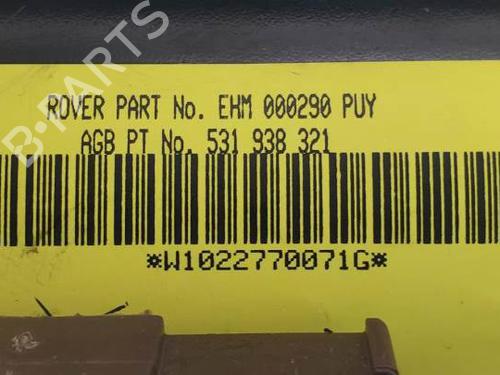 ROVER PART No. EHM 000290 PUY
AGB PT No. 531 938 321
*W1022770071G*
B-PARTS